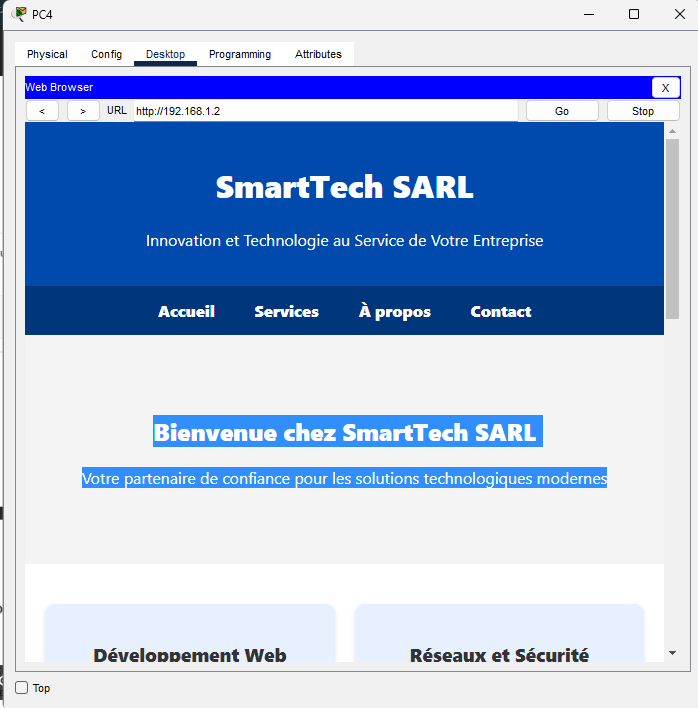 PC4
Physical Config Desktop Programming Attributes
Web Browser X
< > URL http://192.168.1.2 Go Stop
SmartTech SARL
Innovation et Technologie au Service de Votre Entreprise
Accueil Services À propos Contact
Bienvenue chez SmartTech SARL
Votre partenaire de confiance pour les solutions technologiques modernes
Développement Web Réseaux et Sécurité
Top